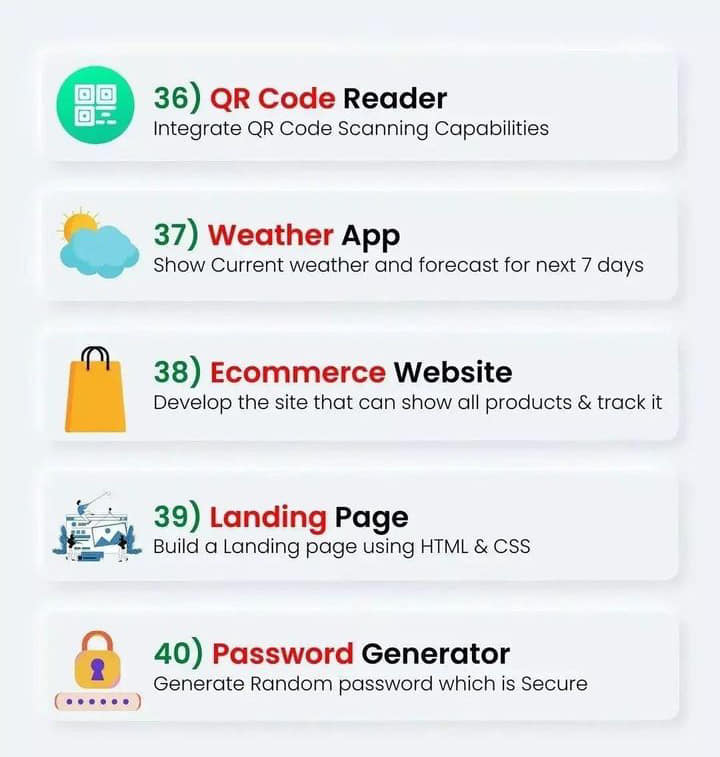 36) QR Code Reader
Integrate QR Code Scanning Capabilities
37) Weather App
Show Current weather and forecast for next 7 days
38) Ecommerce Website
Develop the site that can show all products & track it
39) Landing Page
Build a Landing page using HTML & CSS
40) Password Generator
Generate Random password which is Secure